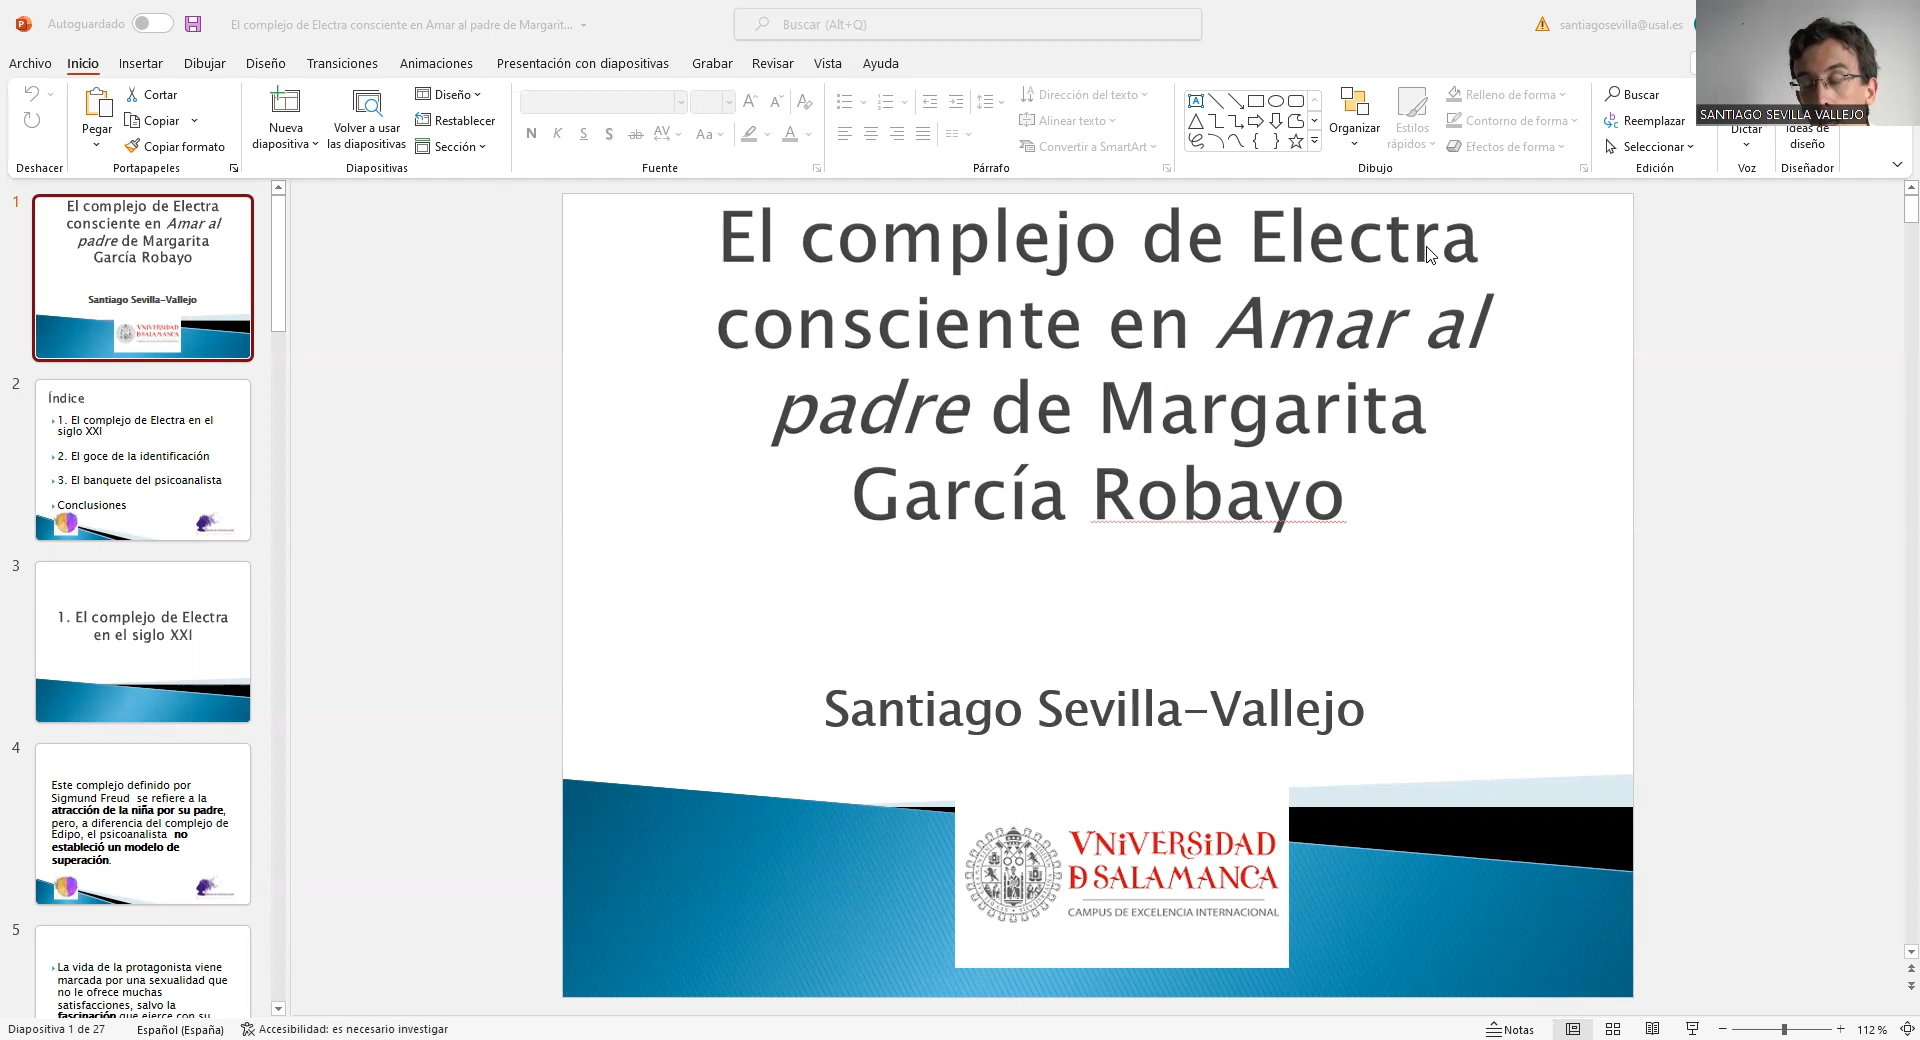 Autoguardado
El complejo de Electra consciente en Amar al padre de Margarit...
Buscar (Alt+Q)
santiagosevilla@usal.es
Archivo Inicio Insertar Dibujar Diseño Transiciones Animaciones Presentación con diapositivas Grabar Revisar Vista Ayuda
SANTIAGO SEVILLA VALLEJO
Deshacer
Pegar
Cortar
Copiar
Copiar formato
Portapapeles
Nueva
diapositiva
Volver a usar
las diapositivas
Diseño
Restablecer
Sección
Diapositivas
N K S S ab AV Aa A
Fuente
Dirección del texto
Alinear texto
Convertir a SmartArt
Párrafo
Organizar
Estilos
rápidos
Relleno de forma
Contorno de forma
Efectos de forma
Dibujo
Buscar
Reemplazar
Seleccionar
Edición
Dictar
Voz
Ideas de
diseño
Diseñador
1
El complejo de Electra
consciente en Amar al
padre de Margarita
García Robayo
Santiago Sevilla-Vallejo
VNiVERSiDAD
D SALAMANCA
2
Índice
1. El complejo de Electra en el
siglo XXI
2. El goce de la identificación
3. El banquete del psicoanalista
Conclusiones
3
1. El complejo de Electra
en el siglo XXI
4
Este complejo definido por
Sigmund Freud se refiere a la
atracción de la niña por su padre,
pero, a diferencia del complejo de
Edipo, el psicoanalista no
estableció un modelo de
superación.
5
La vida de la protagonista viene
marcada por una sexualidad que
no le ofrece muchas
satisfacciones, salvo la
fascinación que ejerce con su
El complejo de Electra
consciente en Amar al
padre de Margarita
García Robayo
Santiago Sevilla-Vallejo
VNiVERSiDAD
D SALAMANCA
CAMPUS DE EXCELENCIA INTERNACIONAL
Diapositiva 1 de 27
Español (España)
Accesibilidad: es necesario investigar
Notas
112 %